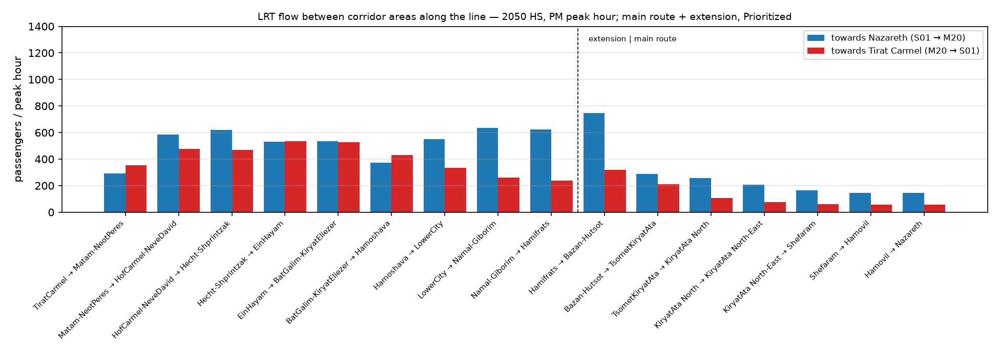 LRT flow between corridor areas along the line — 2050 HS, PM peak hour; main route + extension, Prioritized
passengers / peak hour
1400
1200
1000
800
600
400
200
0
extension | main route
towards Nazareth (S01 → M20)
towards Tirat Carmel (M20 → S01)
TiratCarmel → Matam-NeotPeres
Matam-NeotPeres → HofCarmel-NeveDavid
HofCarmel-NeveDavid → Hecht-Shprintzak
Hecht-Shprintzak → EinHayam
EinHayam → BatGalim-KiryatEliezer
BatGalim-KiryatEliezer → Hamoshava
Hamoshava → LowerCity
LowerCity → Namal-Giborim
Namal-Giborim → Hamifrats
Hamifrats → Bazan-Hutsot
Bazan-Hutsot → TsometKiryatAta
TsometKiryatAta → KiryatAta North
KiryatAta North → KiryatAta North-East
KiryatAta North-East → Shefaram
Shefaram → Hamovil
Hamovil → Nazareth